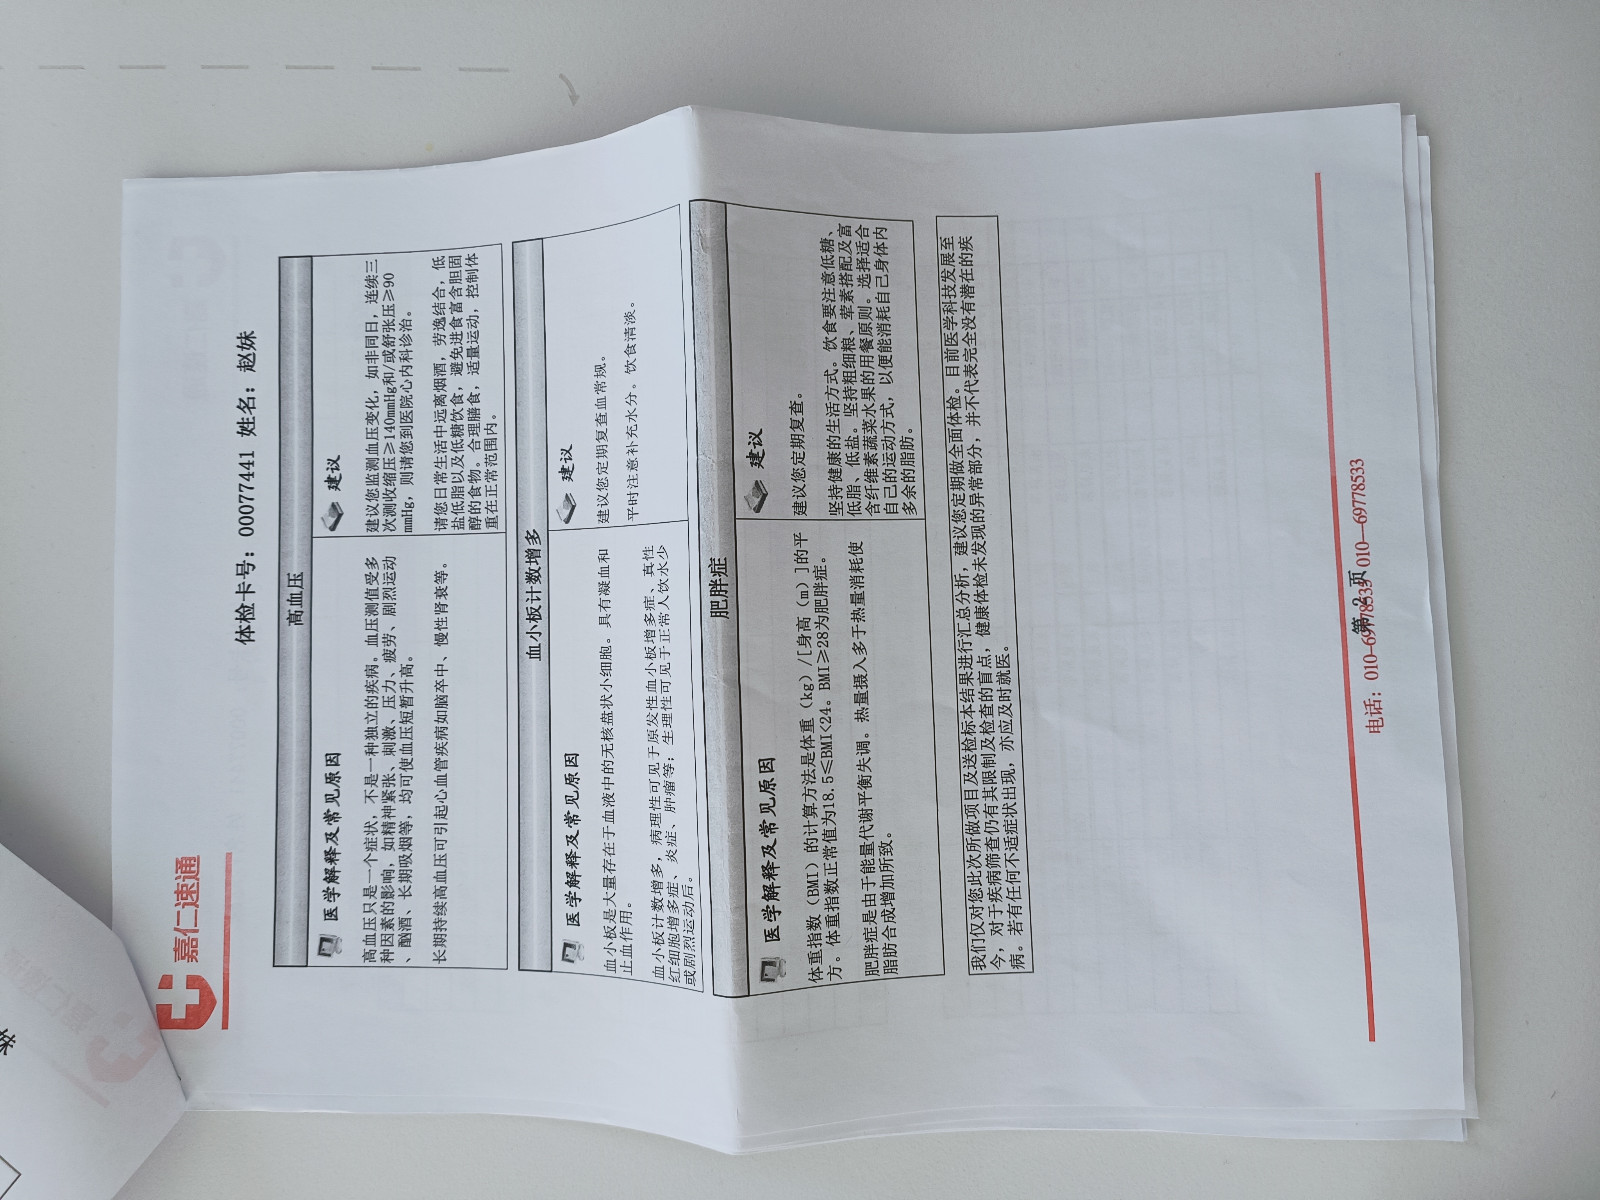 嘉仁速通
体检卡号：00077441 姓名：赵妹
高血压
医学解释及常见原因
高血压只是一个症状，不是一种独立的疾病。血压测值受多
种因素的影响，如精神紧张、刺激、压力、疲劳、剧烈运动
、酗酒、长期吸烟等，均可使血压短暂升高。
长期持续高血压可引起心血管疾病如脑卒中、慢性肾衰等。
建议
建议您监测血压变化，如非同日，连续三
次测收缩压≥140mmHg和/或舒张压≥90
mmHg，则请您到医院心内科诊治。
请您日常生活中远离烟酒，劳逸结合，低
盐低脂以及低糖饮食，避免进食富含胆固
醇的食物。合理膳食，适量运动，控制体
重在正常范围内。
血小板计数增多
医学解释及常见原因
血小板是大量存在于血液中的无核盘状小细胞。具有凝血和
止血作用。
血小板计数增多，病理性可见于原发性血小板增多症、真性
红细胞增多症、炎症、肿瘤等；生理性可见于正常人饮水少
或剧烈运动后。
建议
建议您定期复查血常规。
平时注意补充水分。饮食清淡。
肥胖症
医学解释及常见原因
体重指数（BMI）的计算方法是体重（kg）/[身高（m）]的平
方。体重指数正常值为18.5≤BMI<24。BMI≥28为肥胖症。
肥胖症是由于能量代谢平衡失调。热量摄入多于热量消耗使
脂肪合成增加所致。
建议
建议您定期复查。
坚持健康的生活方式。饮食要注意低糖、
低脂、低盐。坚持粗细粮、荤素搭配及富
含纤维素蔬菜水果的用餐原则。选择适合
自己的运动方式，以便能消耗自己身体内
多余的脂肪。
我们仅对您此次所做项目及送检标本结果进行汇总分析，建议您定期做全面体检。目前医学科技发展至
今，对于疾病筛查仍有其限制及检查的盲点，健康体检未发现的异常部分，并不代表完全没有潜在的疾
病。若有任何不适症状出现，亦应及时就医。
第 2 页
电话：010-69778533 010—69778533